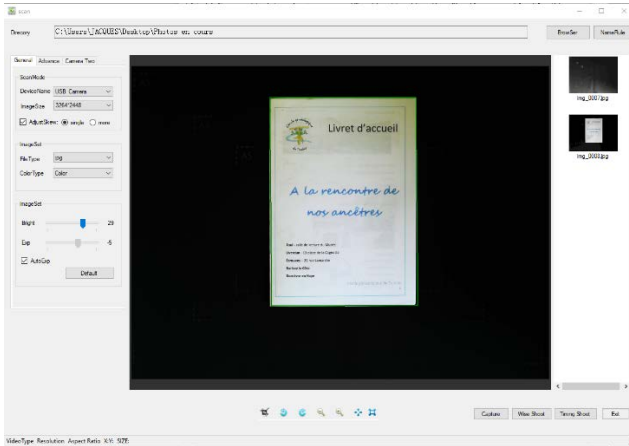 scan
Directory C:\Users\JACQUES\Desktop\Photos en cours
BrowSer NameRule
General Advance Camera Two
ScanMode
DeviceName USB Camera
ImageSize 3264*2448
AdjustSkew: single more
ImageSet
FileType jpg
ColorType Color
ImageSet
Bright 29
Exp -5
AutoExp
Default
Livret d'accueil
A la rencontre de
nos ancêtres
img_0007.jpg
img_0008.jpg
Capture Wise Shoot Timing Shoot Exit
VideoType Resolution Aspect Ratio X:Y: SIZE: